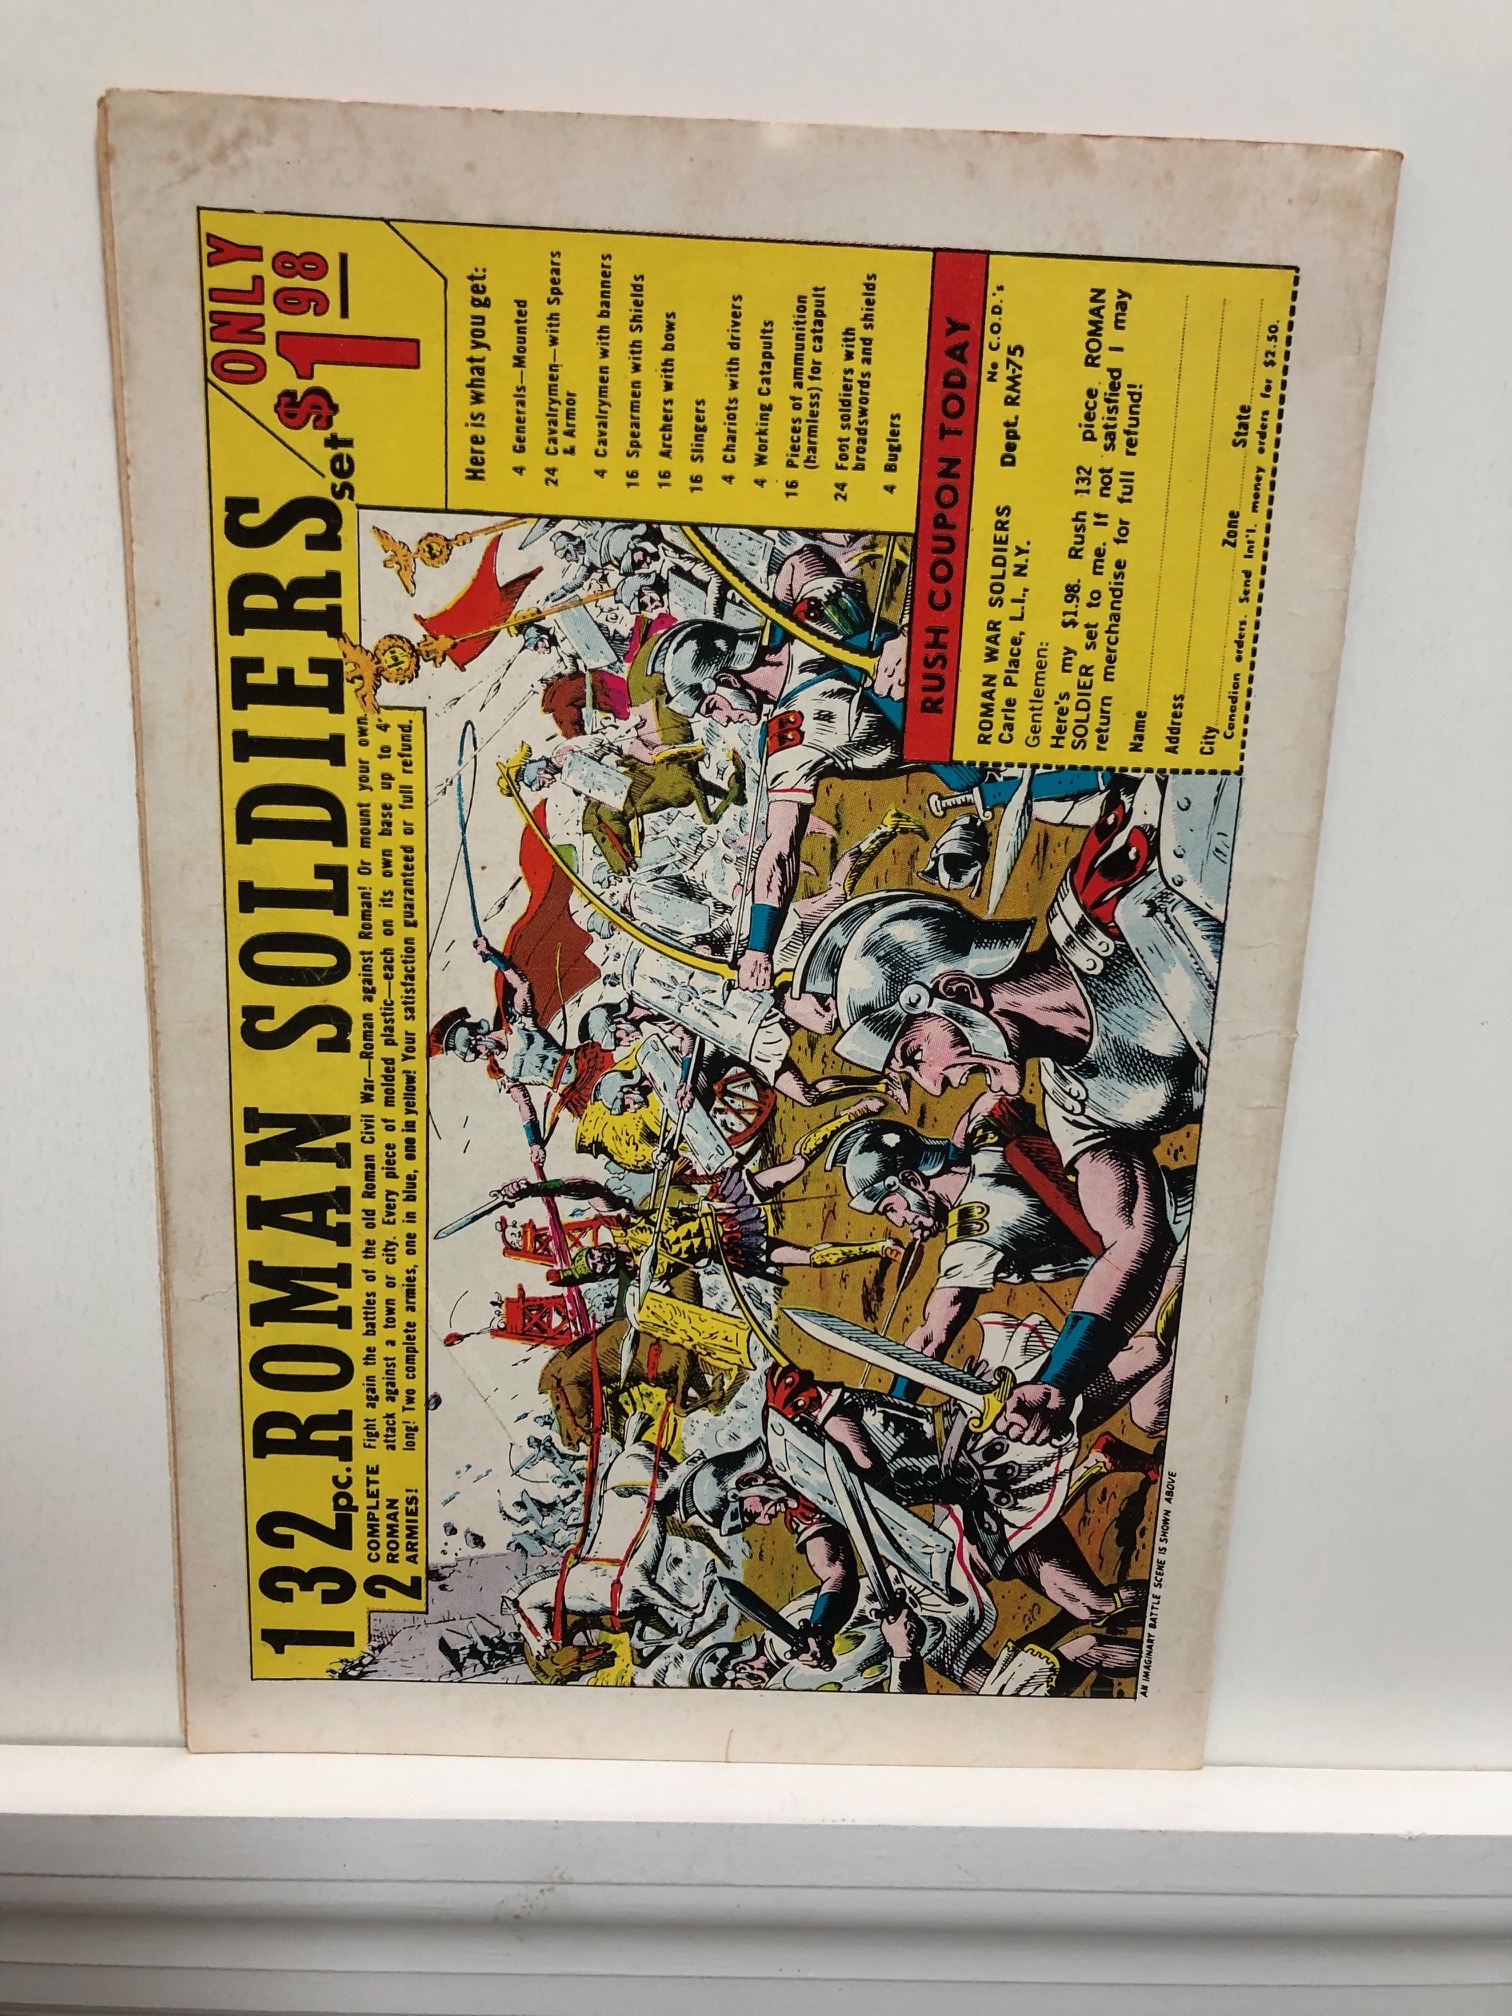 132 pc. ROMAN SOLDIERS set
ONLY
$1.98
COMPLETE
2 ROMAN
ARMIES!
Fight again the battles of the old Roman Civil War—Roman against Roman! Or mount your own
attack against a town or city. Every piece of molded plastic—each on its own base up to 4"
long! Two complete armies, one in blue, one in yellow! Your satisfaction guaranteed or full refund.
Here is what you get:
4 Generals—Mounted
24 Cavalrymen—with Spears
& Armor
4 Cavalrymen with banners
16 Spearmen with Shields
16 Archers with bows
16 Slingers
4 Chariots with drivers
4 Working Catapults
16 Pieces of ammunition
(harmless) for catapult
24 Foot soldiers with
broadswords and shields
4 Buglers
RUSH COUPON TODAY
ROMAN WAR SOLDIERS No C.O.D.'s
Carle Place, L.I., N.Y. Dept. RM-75
Gentlemen:
Here's my $1.98. Rush 132 piece ROMAN
SOLDIER set to me. If not satisfied I may
return merchandise for full refund!
Name
Address
City Zone State
Canadian orders. Send Int'l. money orders for $2.50.
AN IMAGINARY BATTLE SCENE IS SHOWN ABOVE